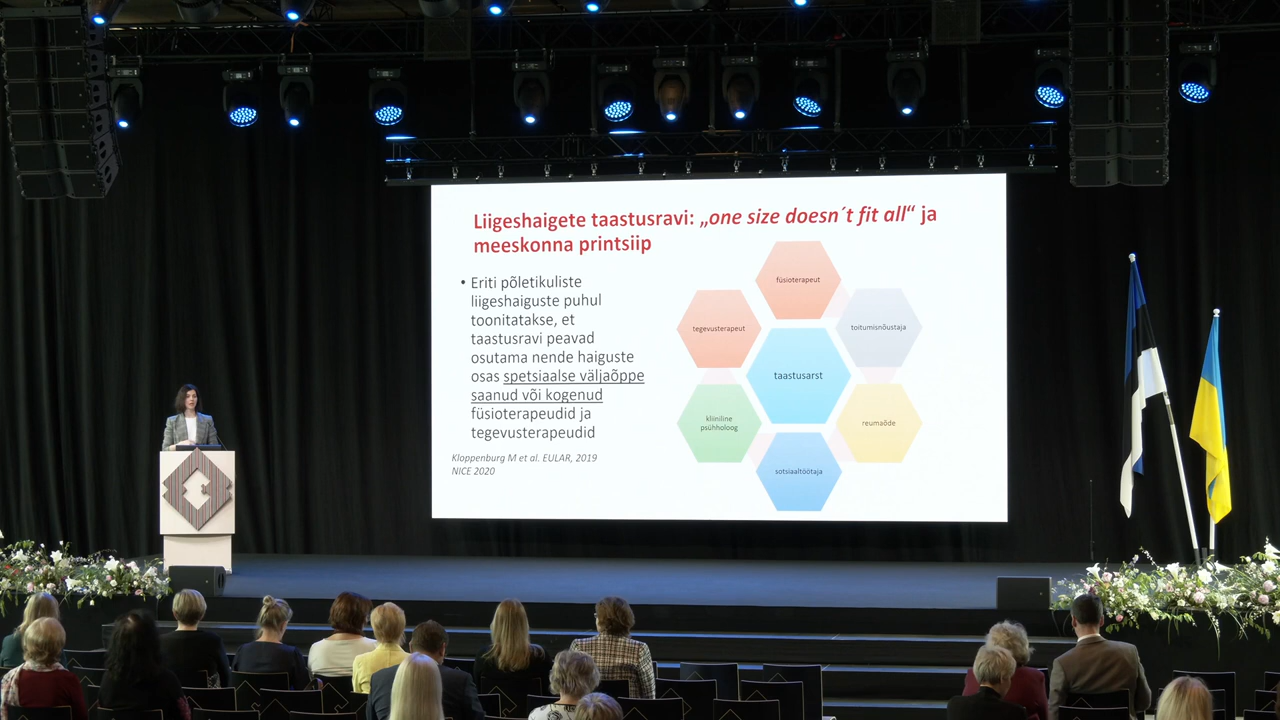 Liigeshaigete taastusravi: „one size doesn´t fit all“ ja
meeskonna printsiip
• Eriti põletikuliste
liigeshaiguste puhul
toonitatakse, et
taastusravi peavad
osutama nende haiguste
osas spetsiaalse väljaõppe
saanud või kogenud
füsioterapeudid ja
tegevusterapeudid
Kloppenburg M et al. EULAR, 2019
NICE 2020
füsioterapeut
tegevusterapeut
toitumisnõustaja
taastusarst
kliiniline
psühholoog
reumaõde
sotsiaaltöötaja